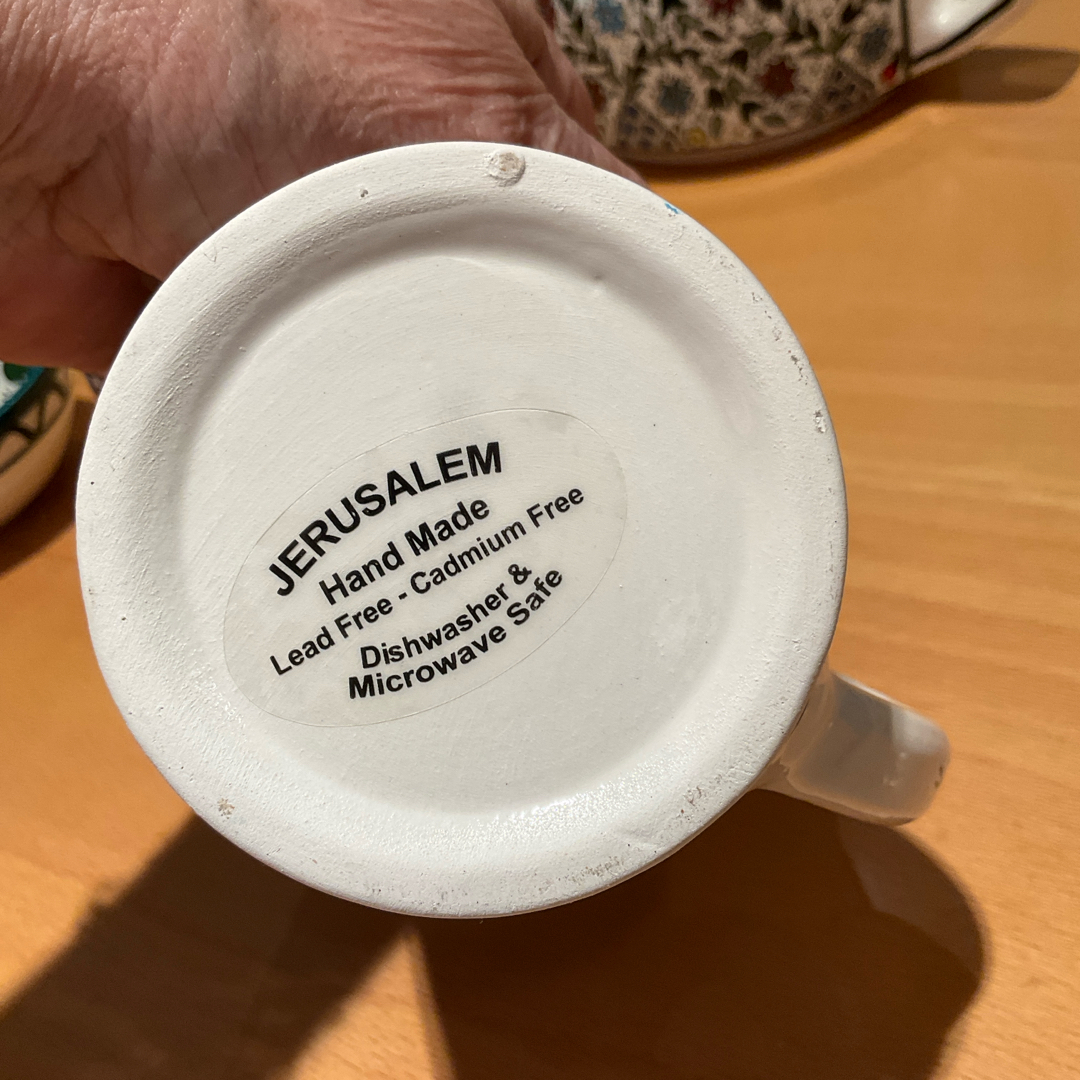 JERUSALEM
Hand Made
Lead Free - Cadmium Free
Dishwasher &
Microwave Safe